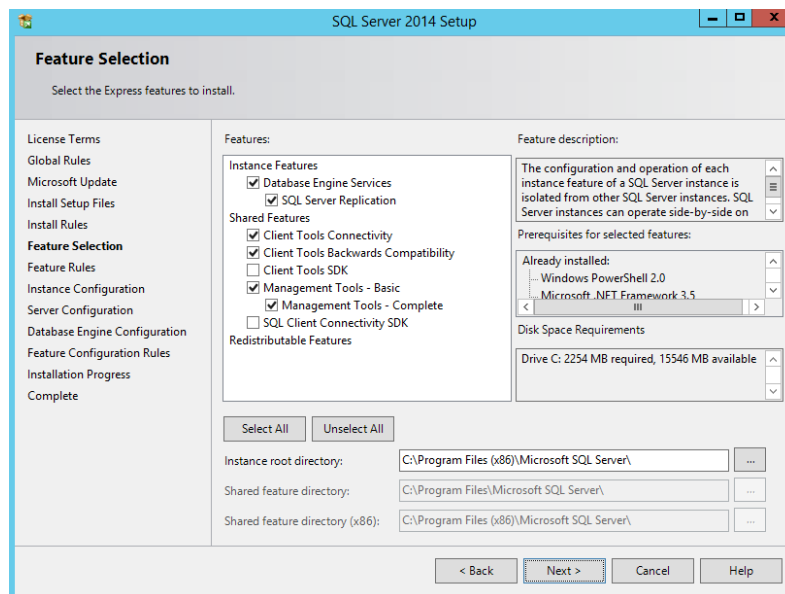 SQL Server 2014 Setup
Feature Selection
Select the Express features to install.
License Terms
Global Rules
Microsoft Update
Install Setup Files
Install Rules
Feature Selection
Feature Rules
Instance Configuration
Server Configuration
Database Engine Configuration
Feature Configuration Rules
Installation Progress
Complete
Features:
Instance Features
Database Engine Services
SQL Server Replication
Shared Features
Client Tools Connectivity
Client Tools Backwards Compatibility
Client Tools SDK
Management Tools - Basic
Management Tools - Complete
SQL Client Connectivity SDK
Redistributable Features
Feature description:
The configuration and operation of each
instance feature of a SQL Server instance is
isolated from other SQL Server instances. SQL
Server instances can operate side-by-side on
Prerequisites for selected features:
Already installed:
Windows PowerShell 2.0
Microsoft .NET Framework 3.5
Disk Space Requirements
Drive C: 2254 MB required, 15546 MB available
Select All
Unselect All
Instance root directory:
C:\Program Files (x86)\Microsoft SQL Server\
...
Shared feature directory:
C:\Program Files\Microsoft SQL Server\
...
Shared feature directory (x86):
C:\Program Files (x86)\Microsoft SQL Server\
...
< Back
Next >
Cancel
Help